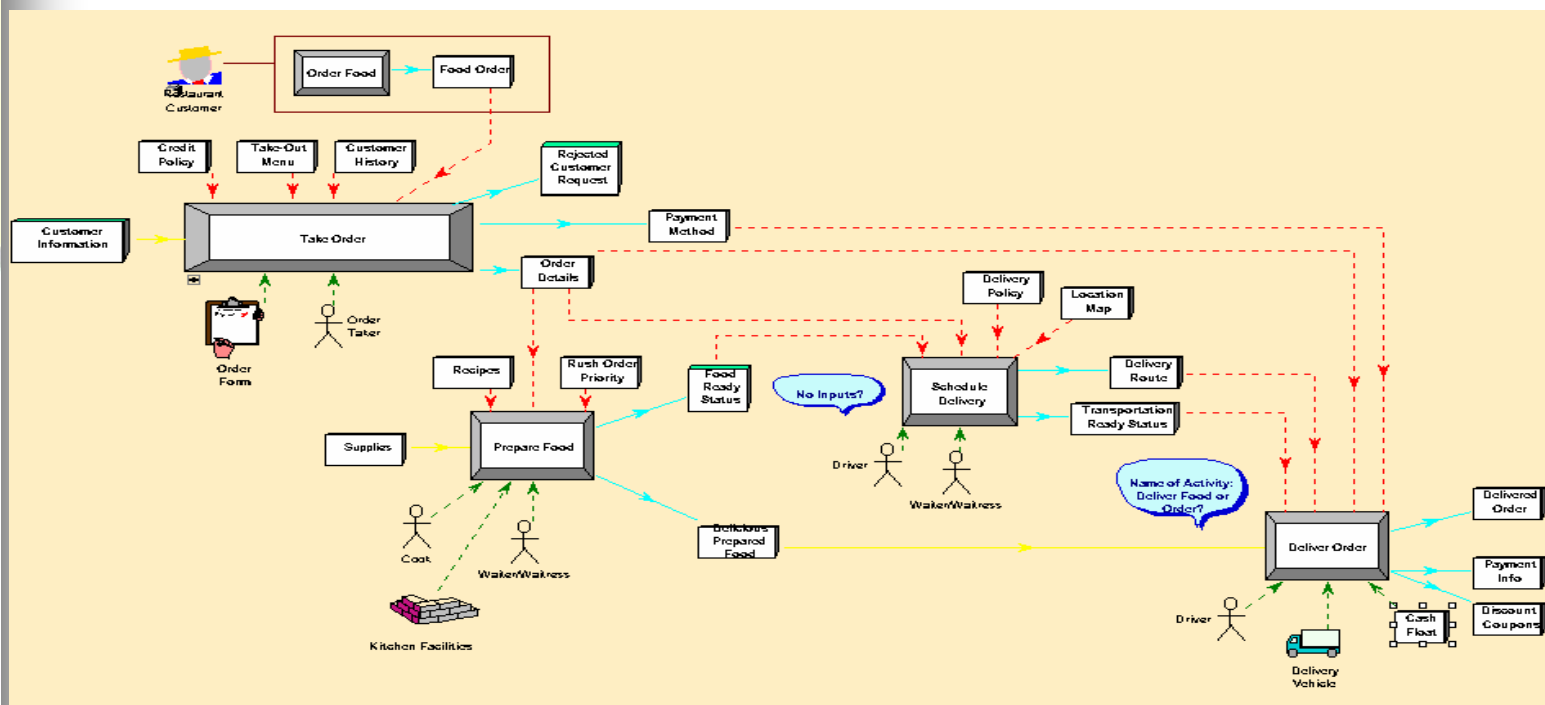 Order Food
Food Order
Restaurant
Customer
Credit
Policy
Take-Out
Menu
Customer
History
Rejected
Customer
Request
Customer
Information
Take Order
Payment
Method
Order
Details
Order
Form
Order
Taker
Delivery
Policy
Location
Map
Recipes
Rush Order
Priority
Food
Ready
Status
No Inputs?
Schedule
Delivery
Delivery
Route
Transportation
Ready Status
Supplies
Prepare Food
Driver
Waiter/Waitress
Name of Activity:
Deliver Food or
Order?
Cook
Waiter/Waitress
Delicious
Prepared
Food
Deliver Order
Delivered
Order
Payment
Info
Discount
Coupons
Kitchen Facilities
Driver
Cash
Float
Delivery
Vehicle